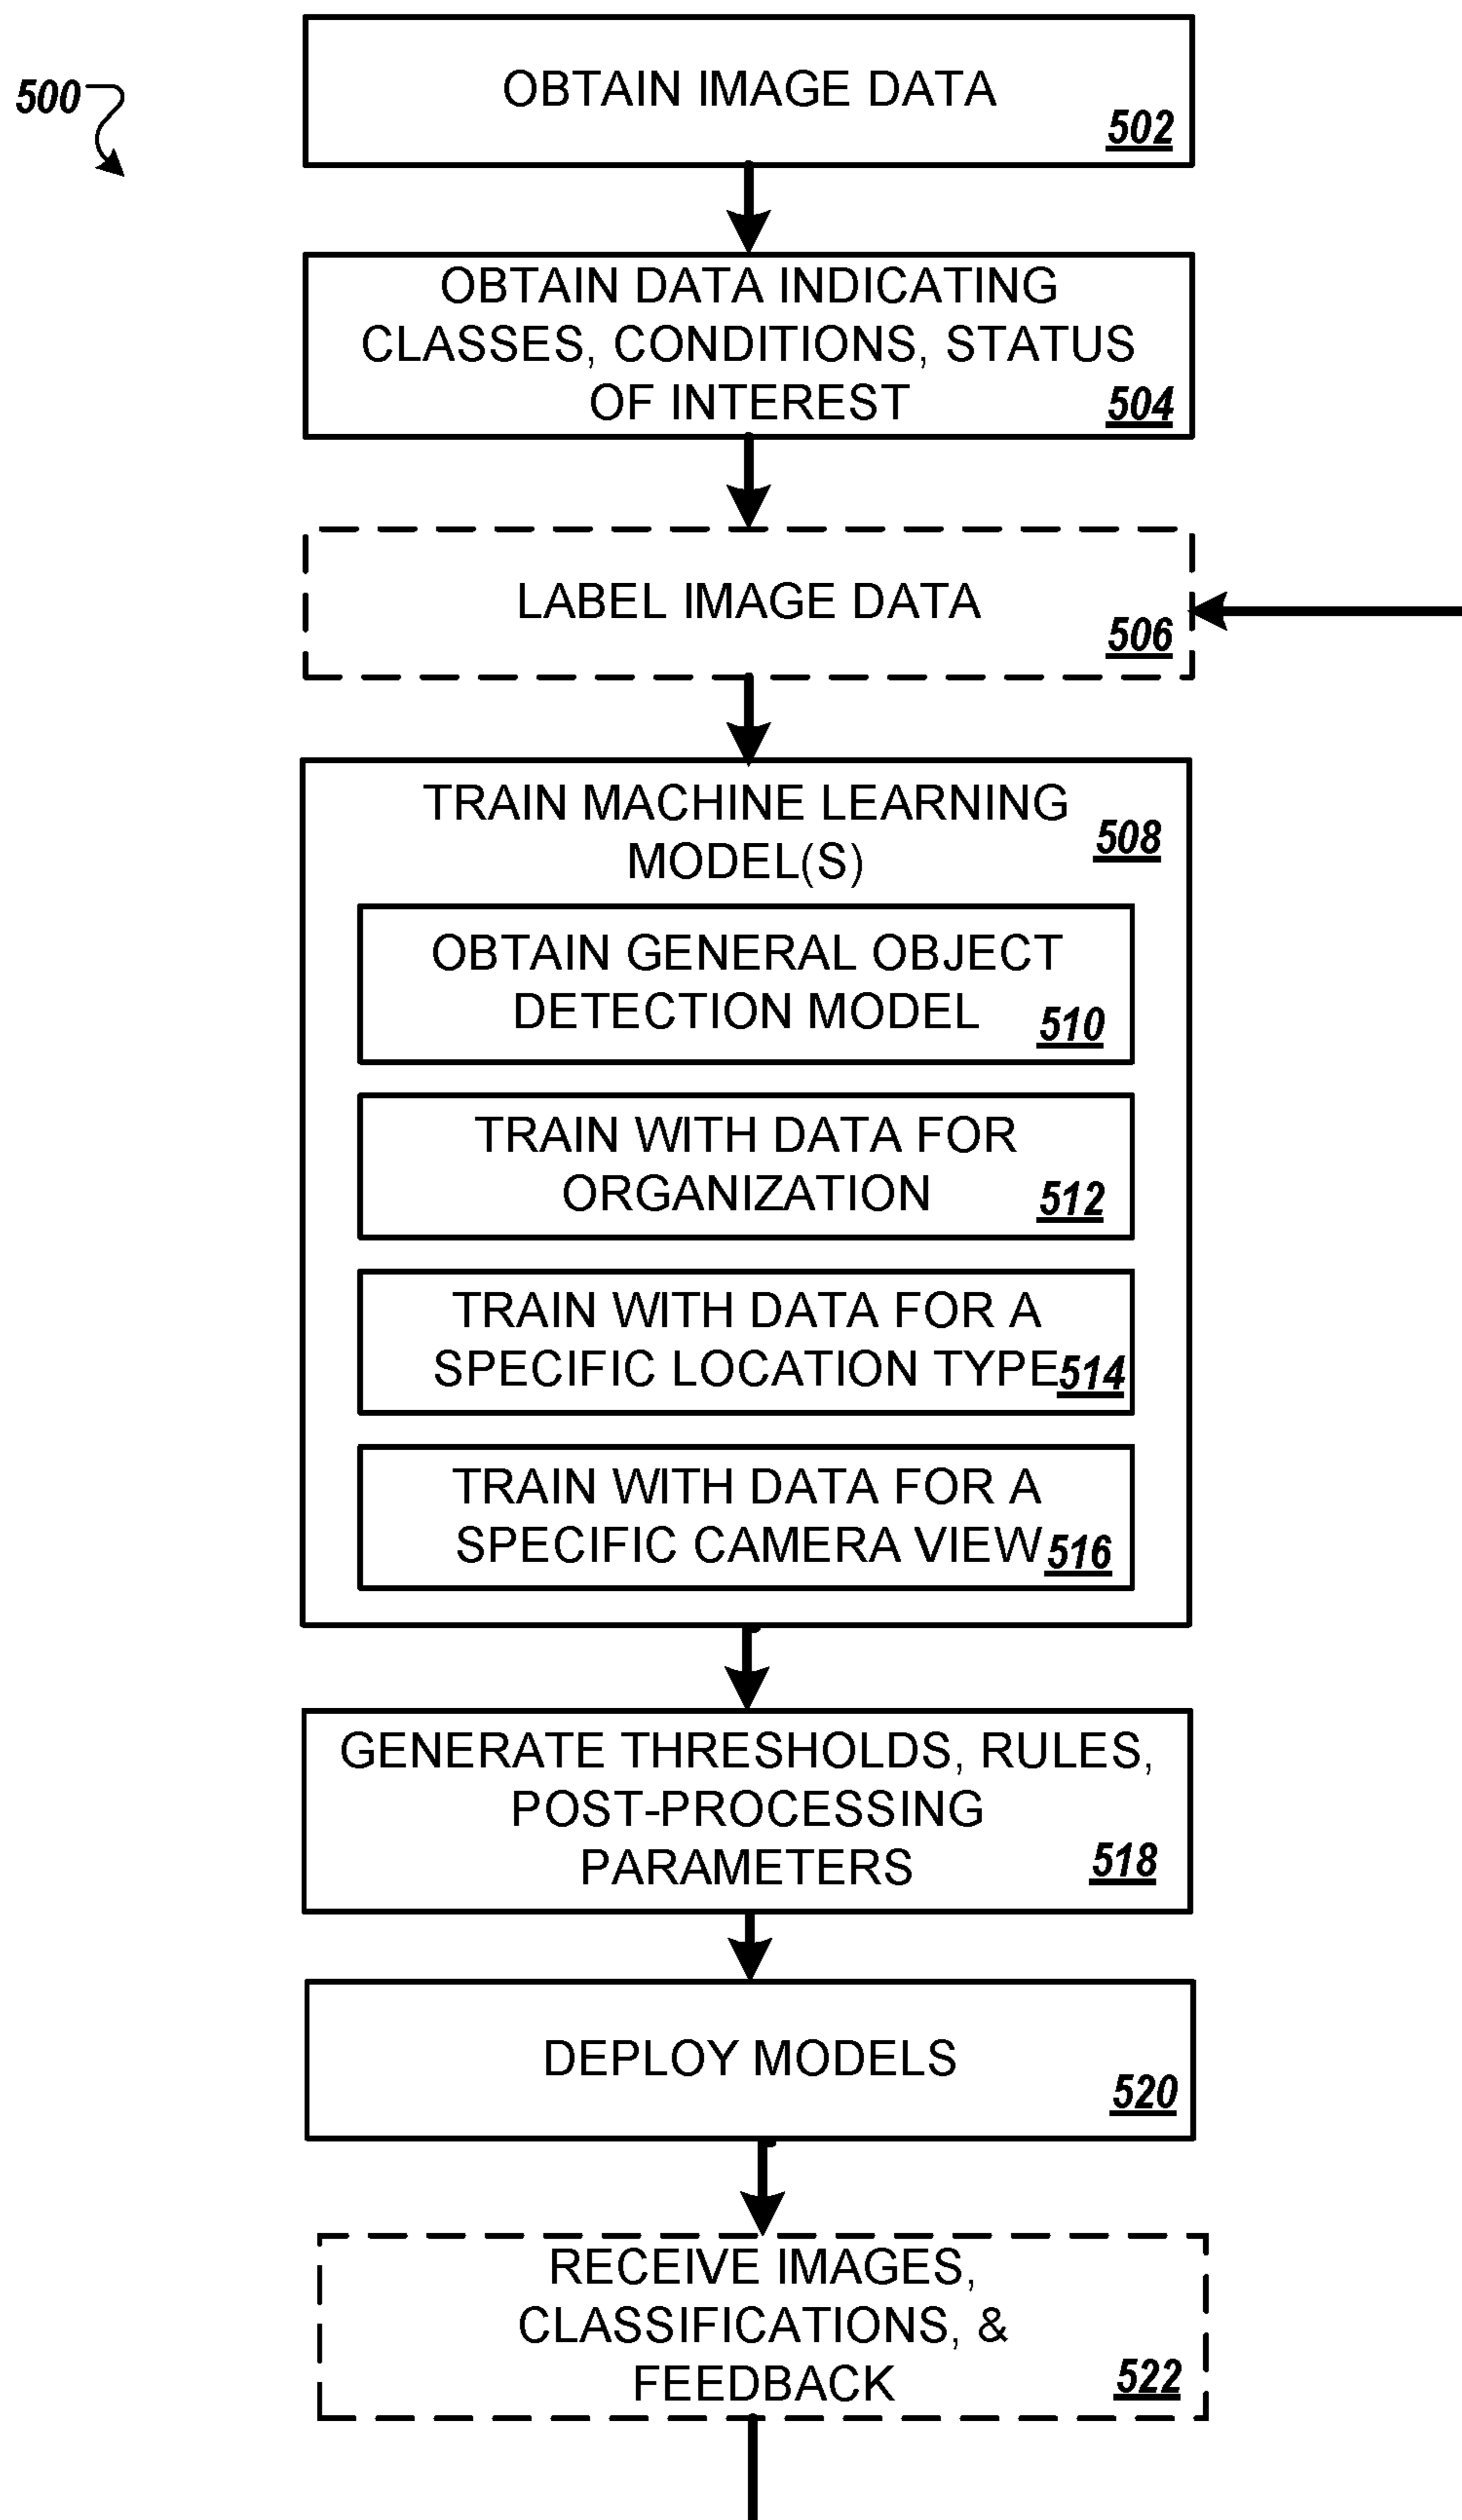 500
OBTAIN IMAGE DATA
502
OBTAIN DATA INDICATING
CLASSES, CONDITIONS, STATUS
OF INTEREST
504
LABEL IMAGE DATA
506
TRAIN MACHINE LEARNING
MODEL(S)
508
OBTAIN GENERAL OBJECT
DETECTION MODEL
510
TRAIN WITH DATA FOR
ORGANIZATION
512
TRAIN WITH DATA FOR A
SPECIFIC LOCATION TYPE
514
TRAIN WITH DATA FOR A
SPECIFIC CAMERA VIEW
516
GENERATE THRESHOLDS, RULES,
POST-PROCESSING
PARAMETERS
518
DEPLOY MODELS
520
RECEIVE IMAGES,
CLASSIFICATIONS, &
FEEDBACK
522